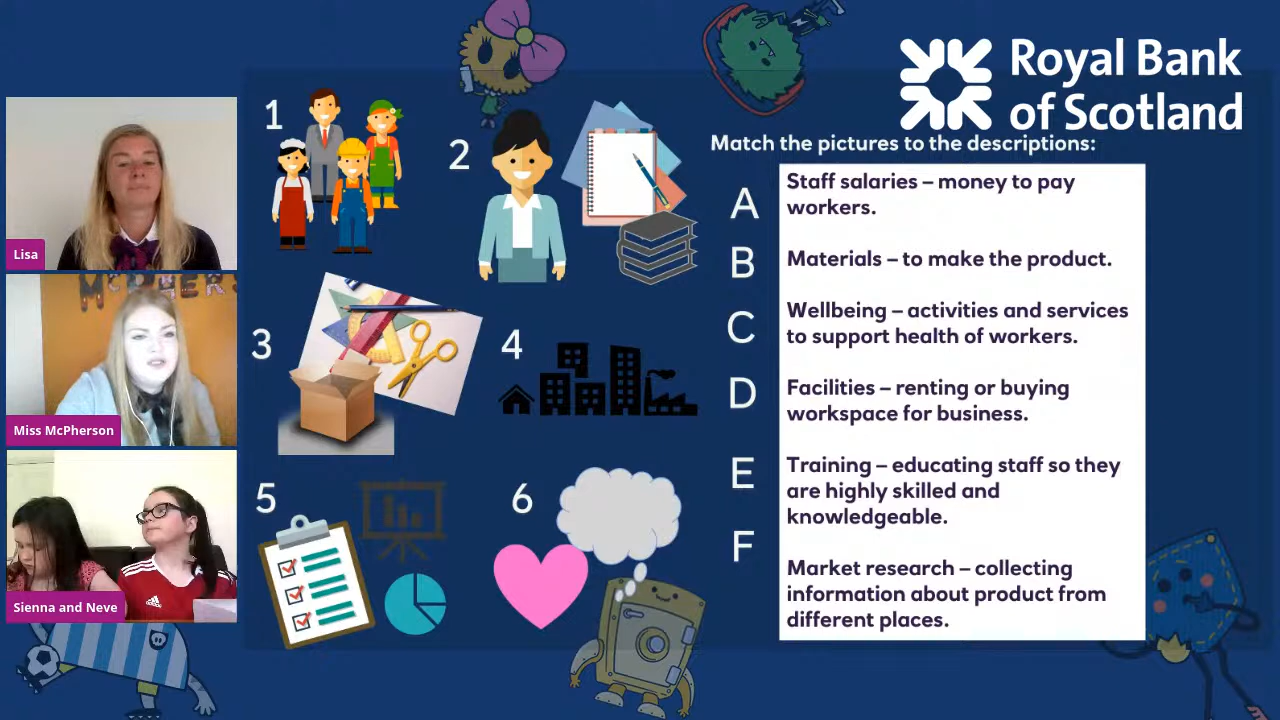 Royal Bank
of Scotland
Match the pictures to the descriptions:
1
2
3
4
5
6
A
B
C
D
E
F
Staff salaries – money to pay
workers.
Materials – to make the product.
Wellbeing – activities and services
to support health of workers.
Facilities – renting or buying
workspace for business.
Training – educating staff so they
are highly skilled and
knowledgeable.
Market research – collecting
information about product from
different places.
Lisa
McPHERS
Miss McPherson
adidas
Sienna and Neve